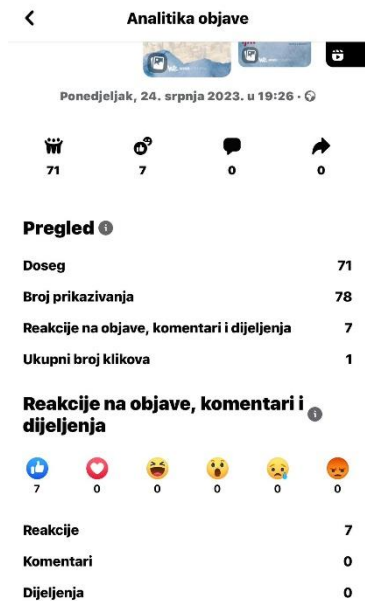 Analitika objave
Ponedjeljak, 24. srpnja 2023. u 19:26 ·
71 7 0 0
Pregled
Doseg 71
Broj prikazivanja 78
Reakcije na objave, komentari i dijeljenja 7
Ukupni broj klikova 1
Reakcije na objave, komentari i
dijeljenja
7 0 0 0 0 0
Reakcije 7
Komentari 0
Dijeljenja 0